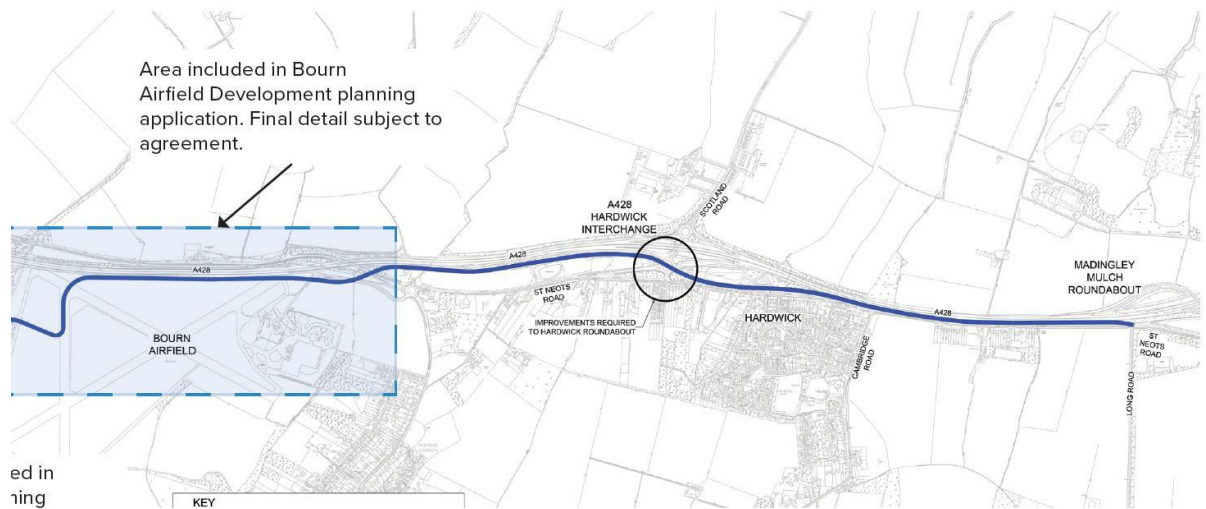 Area included in Bourn
Airfield Development planning
application. Final detail subject to
agreement.
A428
HARDWICK
INTERCHANGE
SCOTLAND
ROAD
A428
A428
ST NEOTS
ROAD
IMPROVEMENTS REQUIRED
TO HARDWICK ROUNDABOUT
BOURN
AIRFIELD
HARDWICK
CAMBRIDGE
ROAD
A428
MADINGLEY
MULCH
ROUNDABOUT
ST
NEOTS
ROAD
LONG ROAD
ed in
ning
KEY